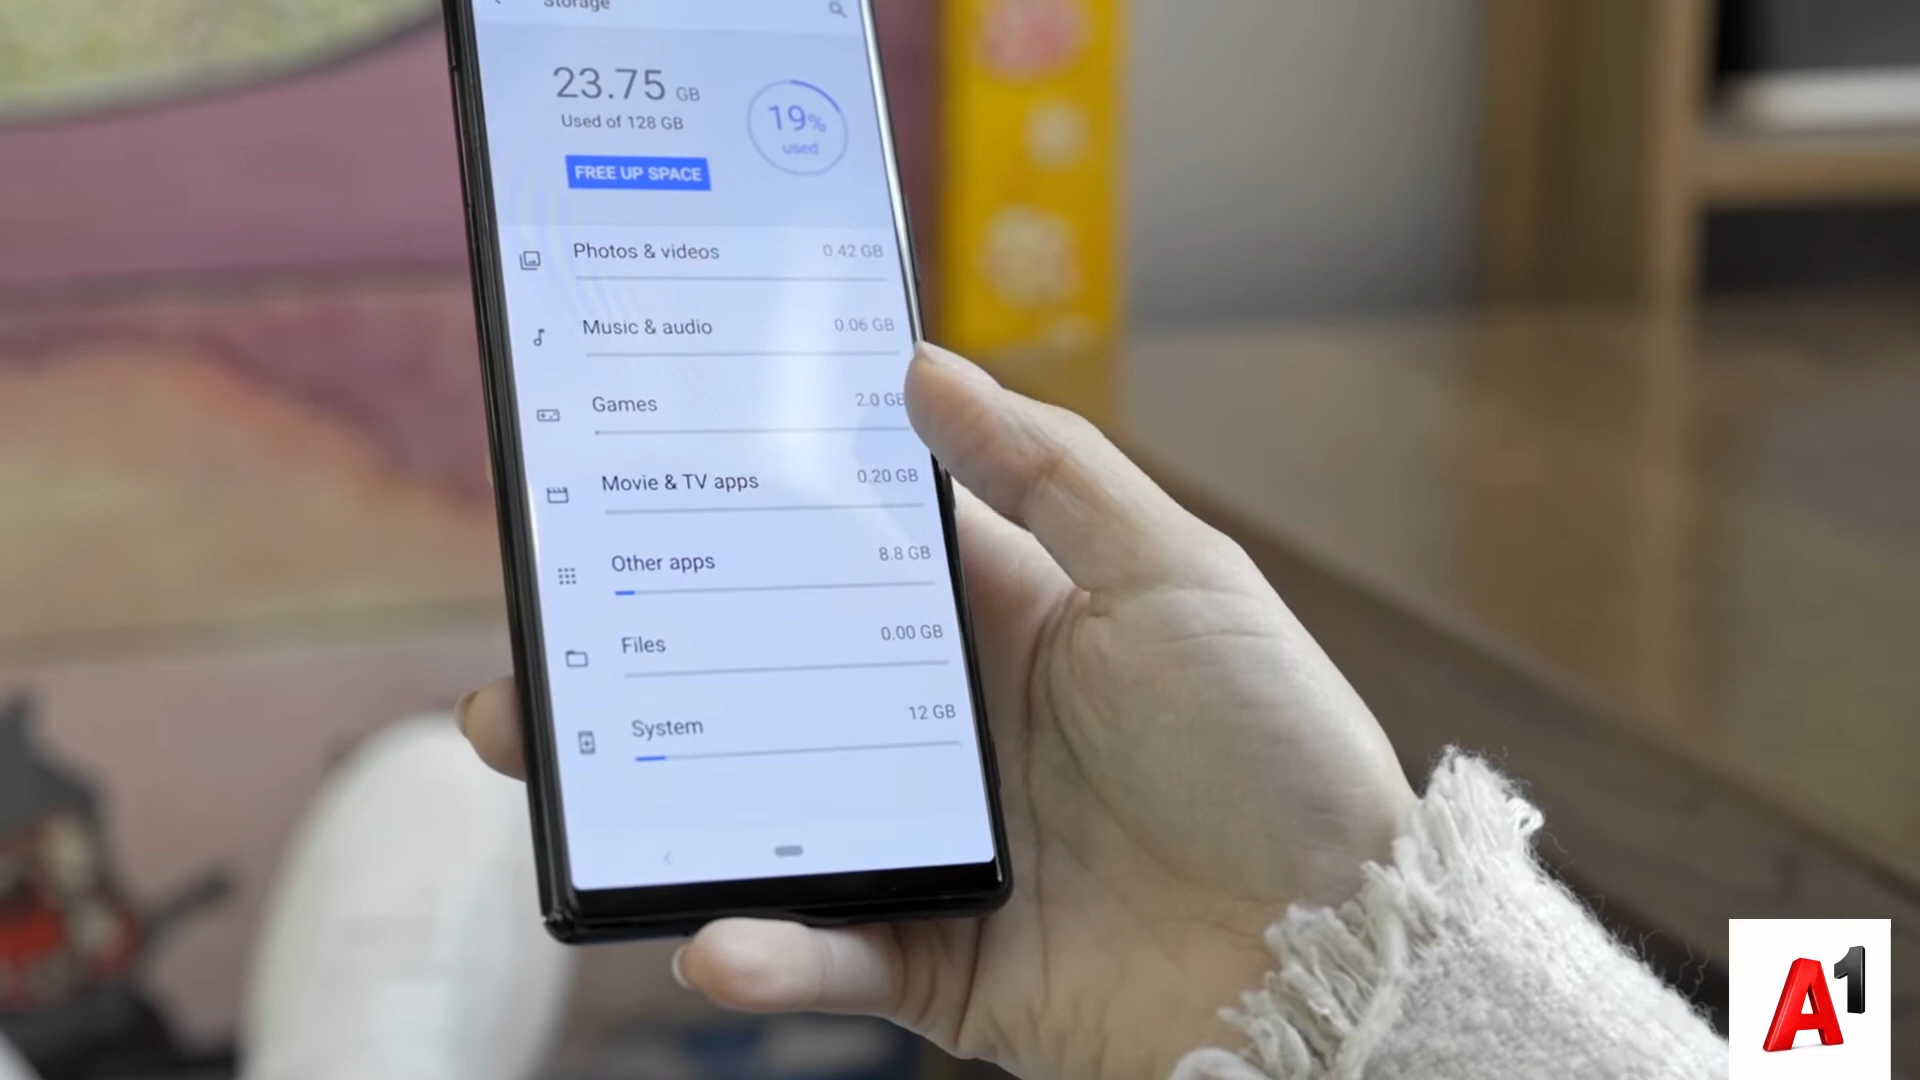 Storage
23.75 GB
Used of 128 GB
19%
used
FREE UP SPACE
Photos & videos 0.42 GB
Music & audio 0.06 GB
Games 2.0 GB
Movie & TV apps 0.20 GB
Other apps 8.8 GB
Files 0.00 GB
System 12 GB
A1